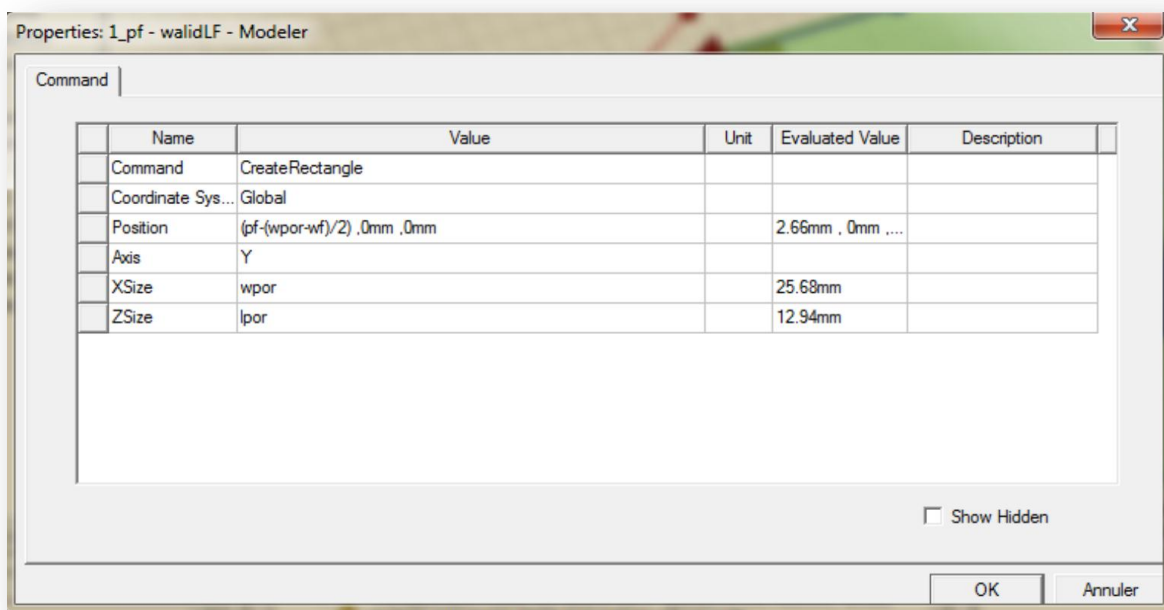 Properties: 1_pf - walidLF - Modeler
Command
Name Value Unit Evaluated Value Description
Command CreateRectangle
Coordinate Sys... Global
Position (pf-(wpor-wf)/2) ,0mm ,0mm 2.66mm , 0mm ,...
Axis Y
XSize wpor 25.68mm
ZSize lpor 12.94mm
Show Hidden
OK Annuler